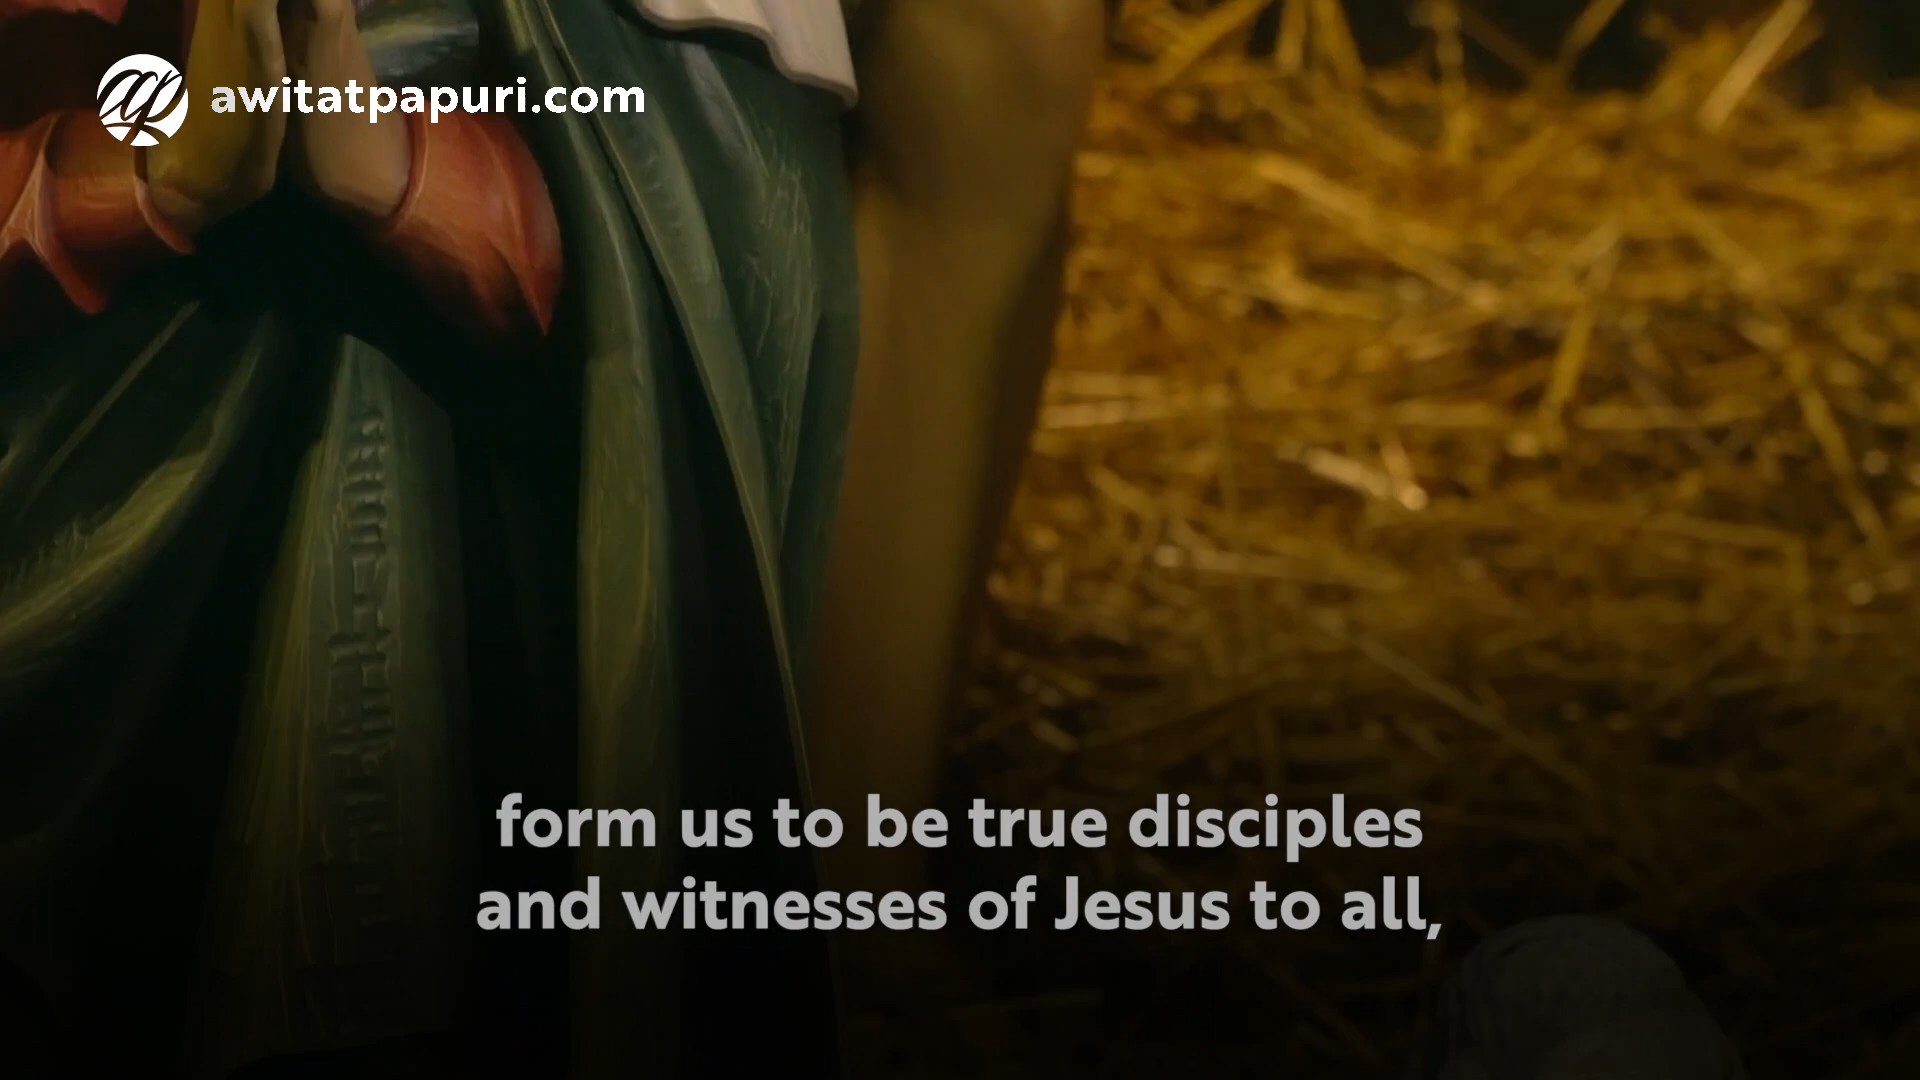 awitatpapuri.com
form us to be true disciples
and witnesses of Jesus to all,